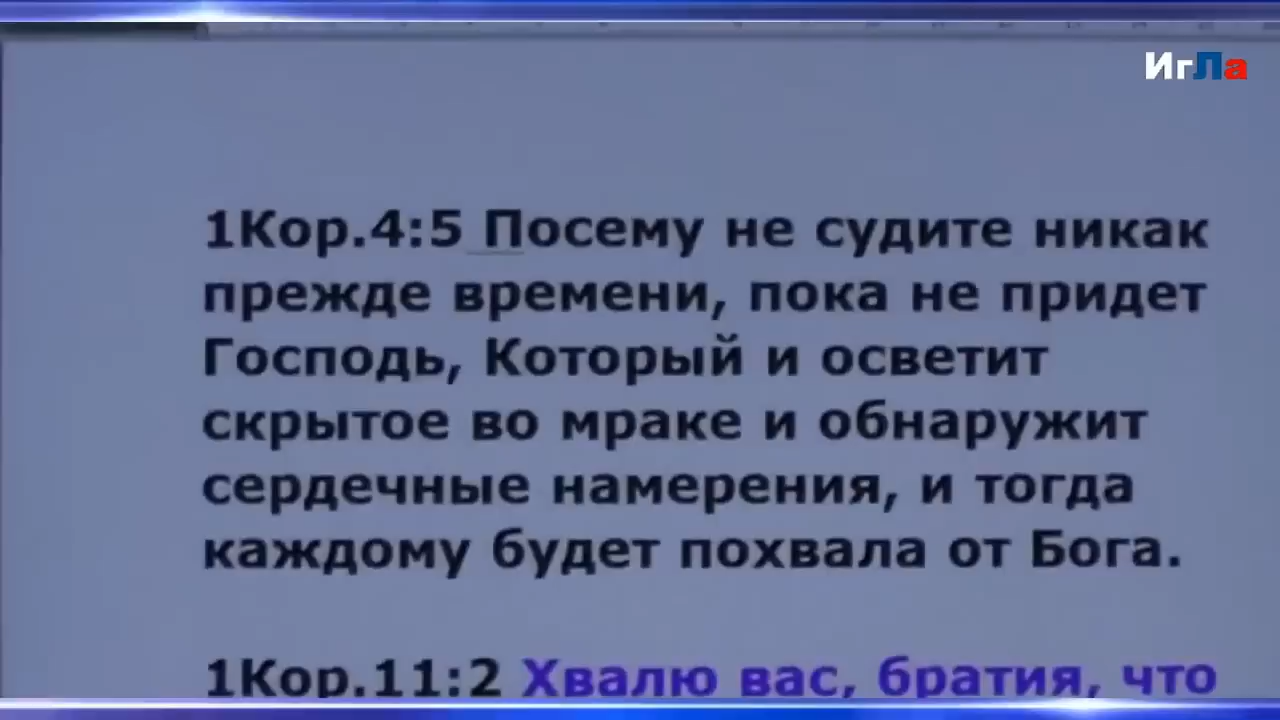 ИгЛа
1Кор.4:5 Посему не судите никак
прежде времени, пока не придет
Господь, Который и осветит
скрытое во мраке и обнаружит
сердечные намерения, и тогда
каждому будет похвала от Бога.
1Кор.11:2 Хвалю вас, братия, что